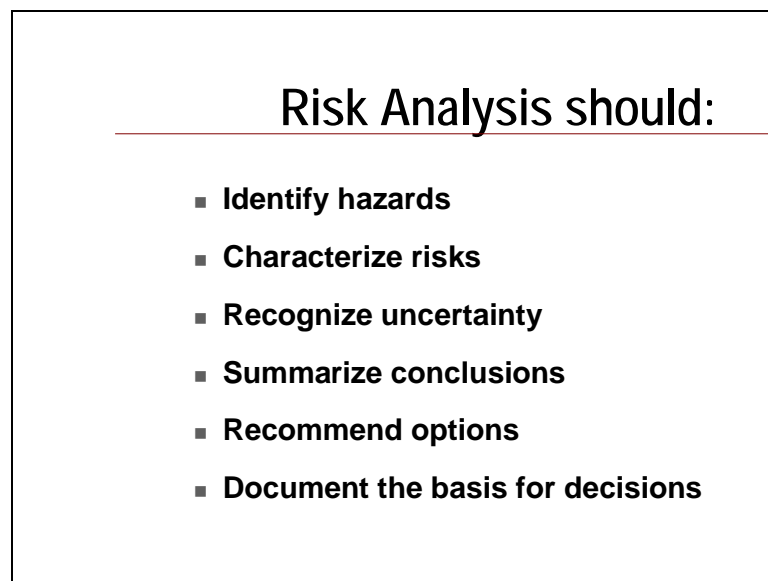 Risk Analysis should:
Identify hazards
Characterize risks
Recognize uncertainty
Summarize conclusions
Recommend options
Document the basis for decisions